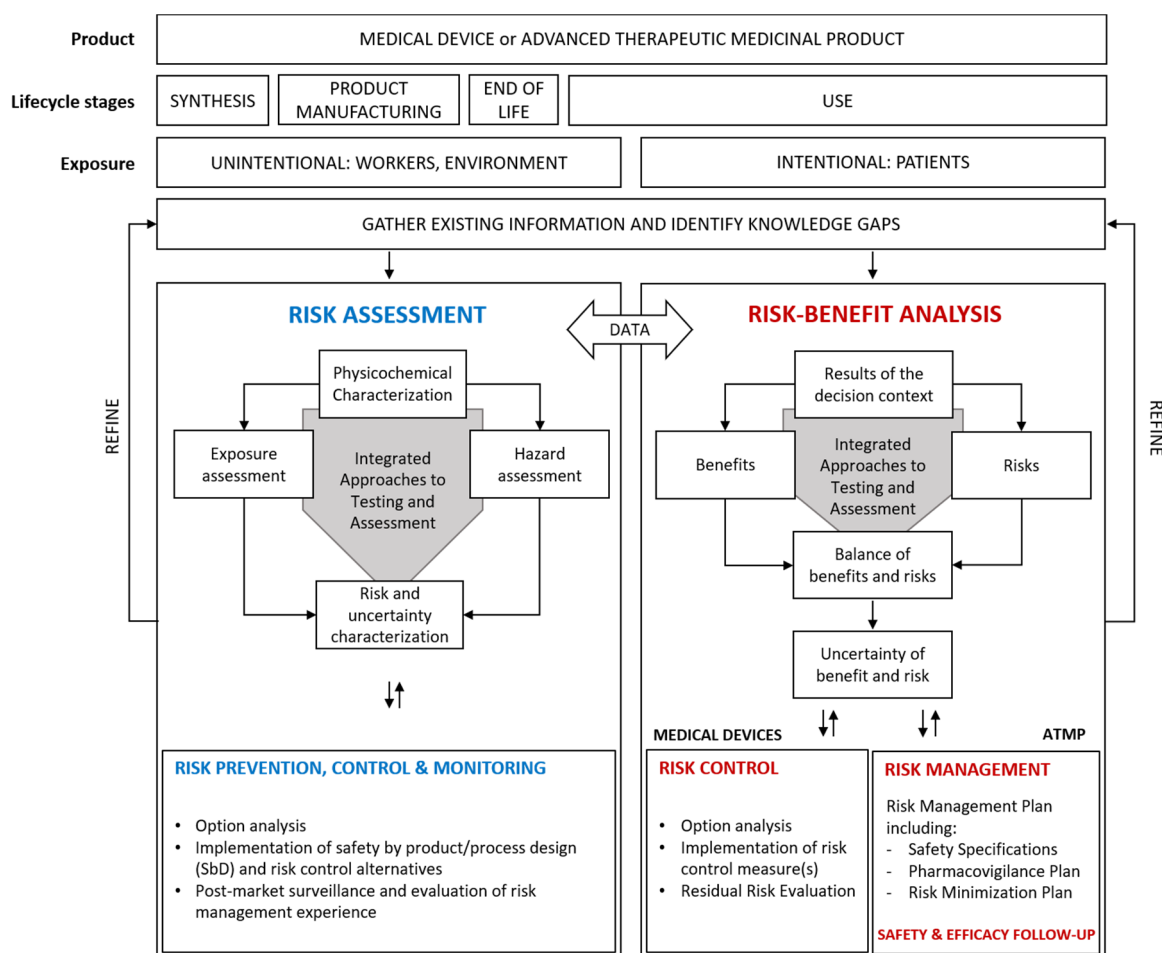 Product
MEDICAL DEVICE or ADVANCED THERAPEUTIC MEDICINAL PRODUCT
Lifecycle stages
SYNTHESIS
PRODUCT
MANUFACTURING
END OF
LIFE
USE
Exposure
UNINTENTIONAL: WORKERS, ENVIRONMENT
INTENTIONAL: PATIENTS
GATHER EXISTING INFORMATION AND IDENTIFY KNOWLEDGE GAPS
REFINE
RISK ASSESSMENT
Physicochemical
Characterization
Exposure
assessment
Hazard
assessment
Integrated
Approaches to
Testing and
Assessment
Risk and
uncertainty
characterization
RISK PREVENTION, CONTROL & MONITORING
• Option analysis
• Implementation of safety by product/process design
(SbD) and risk control alternatives
• Post-market surveillance and evaluation of risk
management experience
DATA
RISK-BENEFIT ANALYSIS
Results of the
decision context
Benefits
Risks
Integrated
Approaches to
Testing and
Assessment
Balance of
benefits and risks
Uncertainty of
benefit and risk
MEDICAL DEVICES
RISK CONTROL
• Option analysis
• Implementation of risk
control measure(s)
• Residual Risk Evaluation
ATMP
RISK MANAGEMENT
Risk Management Plan
including:
- Safety Specifications
- Pharmacovigilance Plan
- Risk Minimization Plan
SAFETY & EFFICACY FOLLOW-UP
REFINE